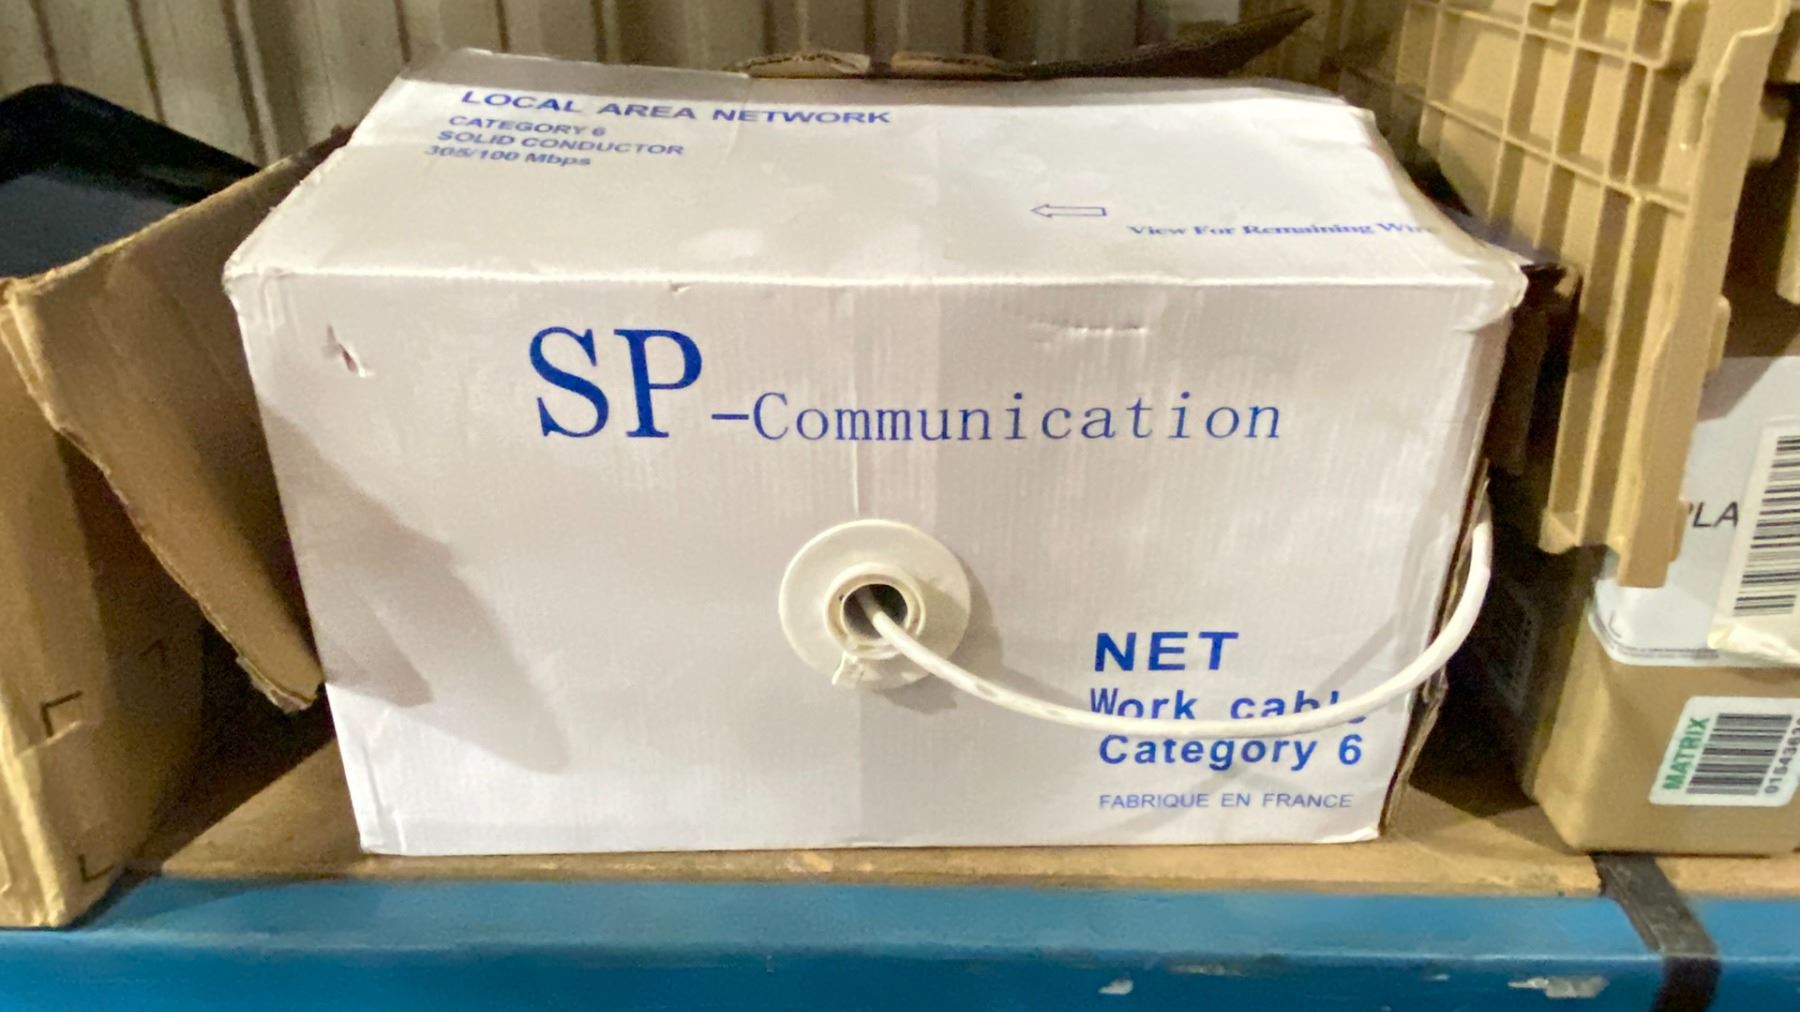 LOCAL AREA NETWORK
CATEGORY 6
SOLID CONDUCTOR
305/100 Mbps
View For Remaining
SP-Communication
NET
Work cable
Category 6
FABRIQUE EN FRANCE
MATRIX